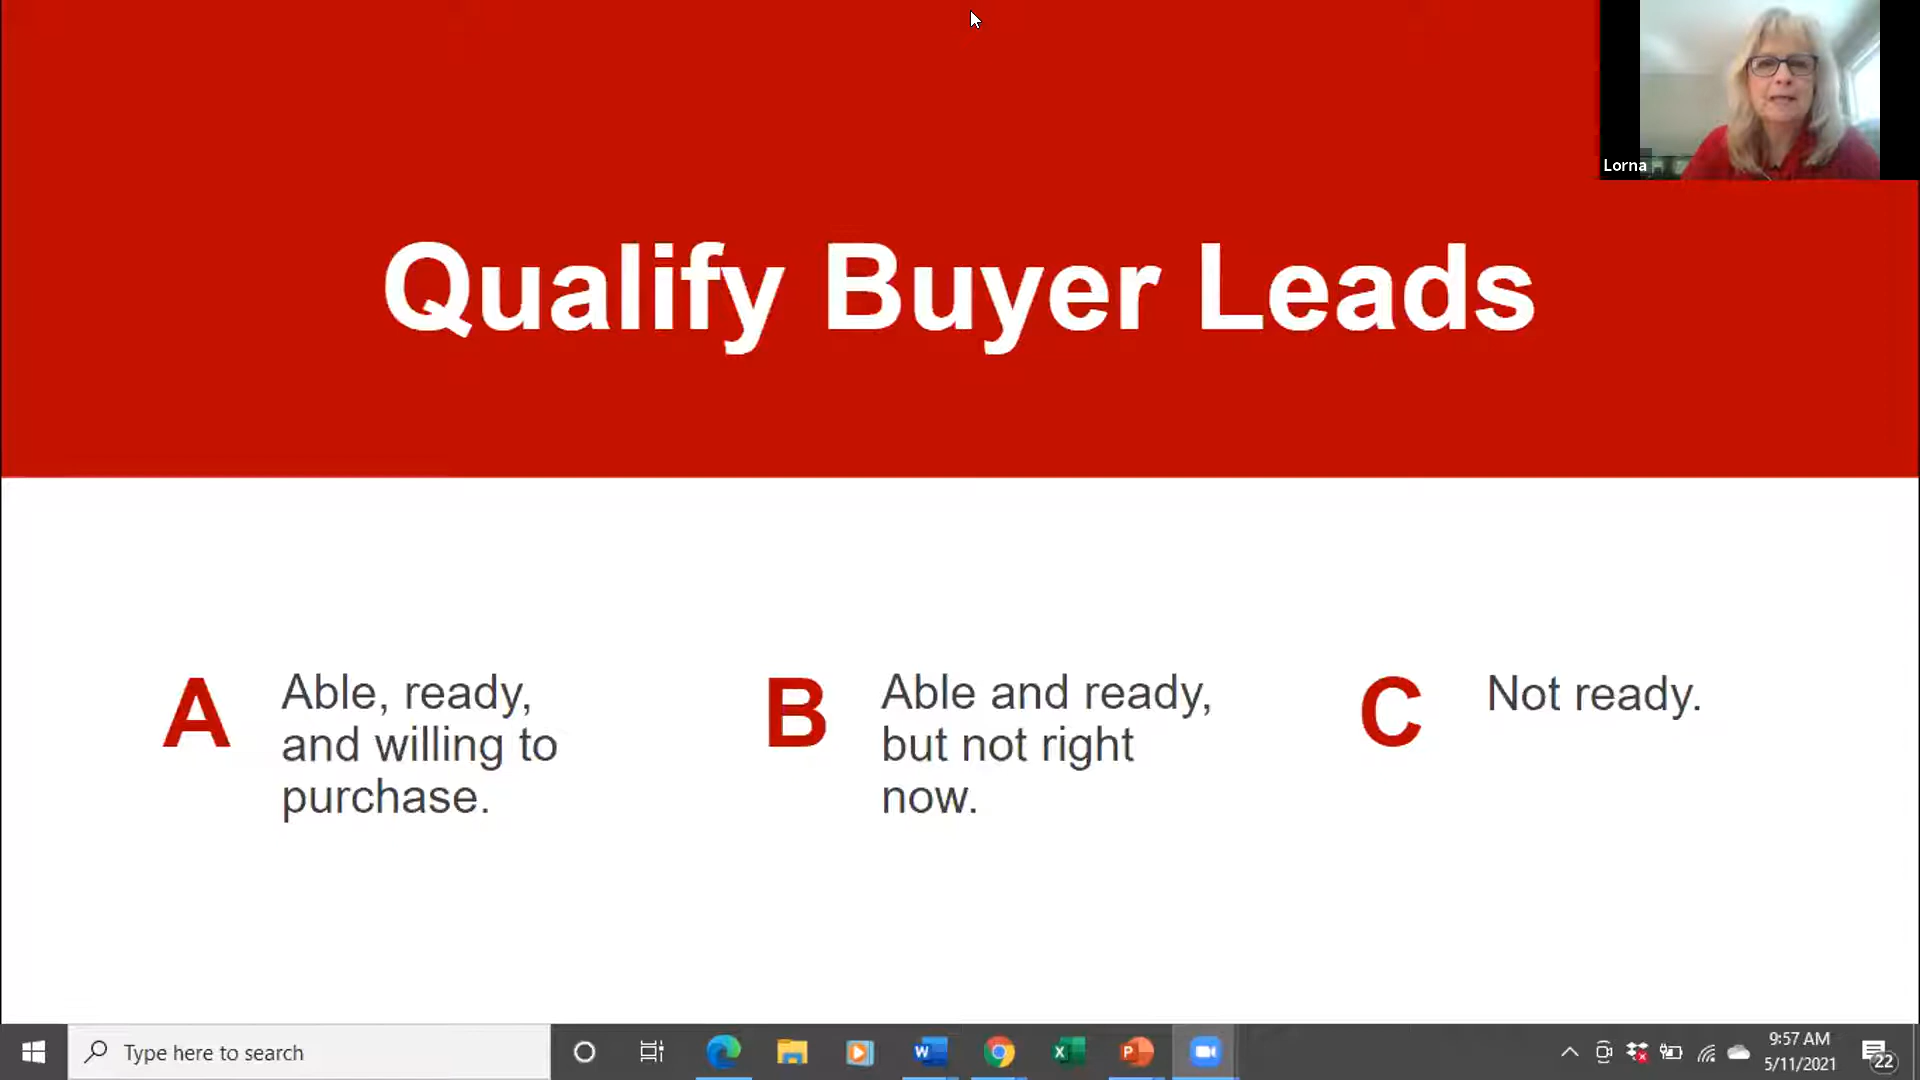 Lorna
Qualify Buyer Leads
A
Able, ready,
and willing to
purchase.
B
Able and ready,
but not right
now.
C
Not ready.
Type here to search
9:57 AM
5/11/2021
22